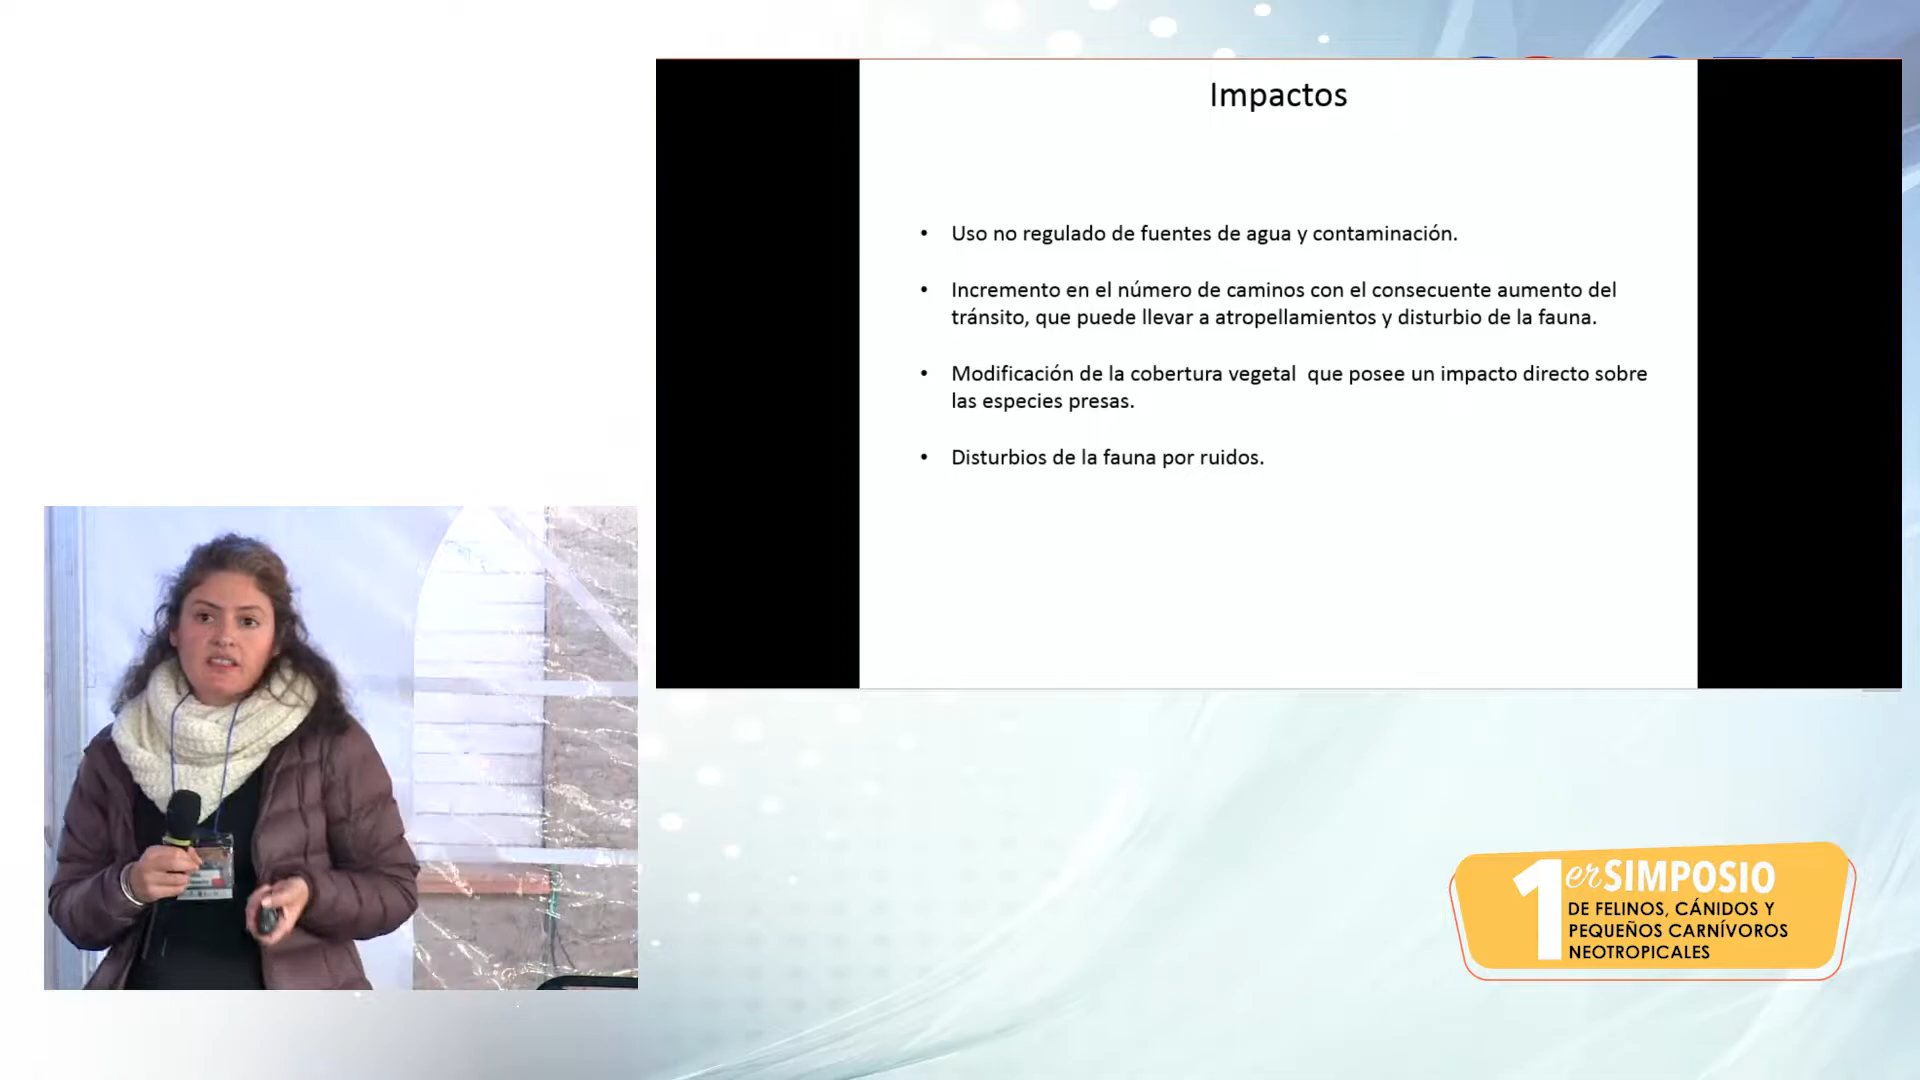 Impactos
• Uso no regulado de fuentes de agua y contaminación.
• Incremento en el número de caminos con el consecuente aumento del
tránsito, que puede llevar a atropellamientos y disturbio de la fauna.
• Modificación de la cobertura vegetal que posee un impacto directo sobre
las especies presas.
• Disturbios de la fauna por ruidos.
1er SIMPOSIO
DE FELINOS, CÁNIDOS Y
PEQUEÑOS CARNÍVOROS
NEOTROPICALES